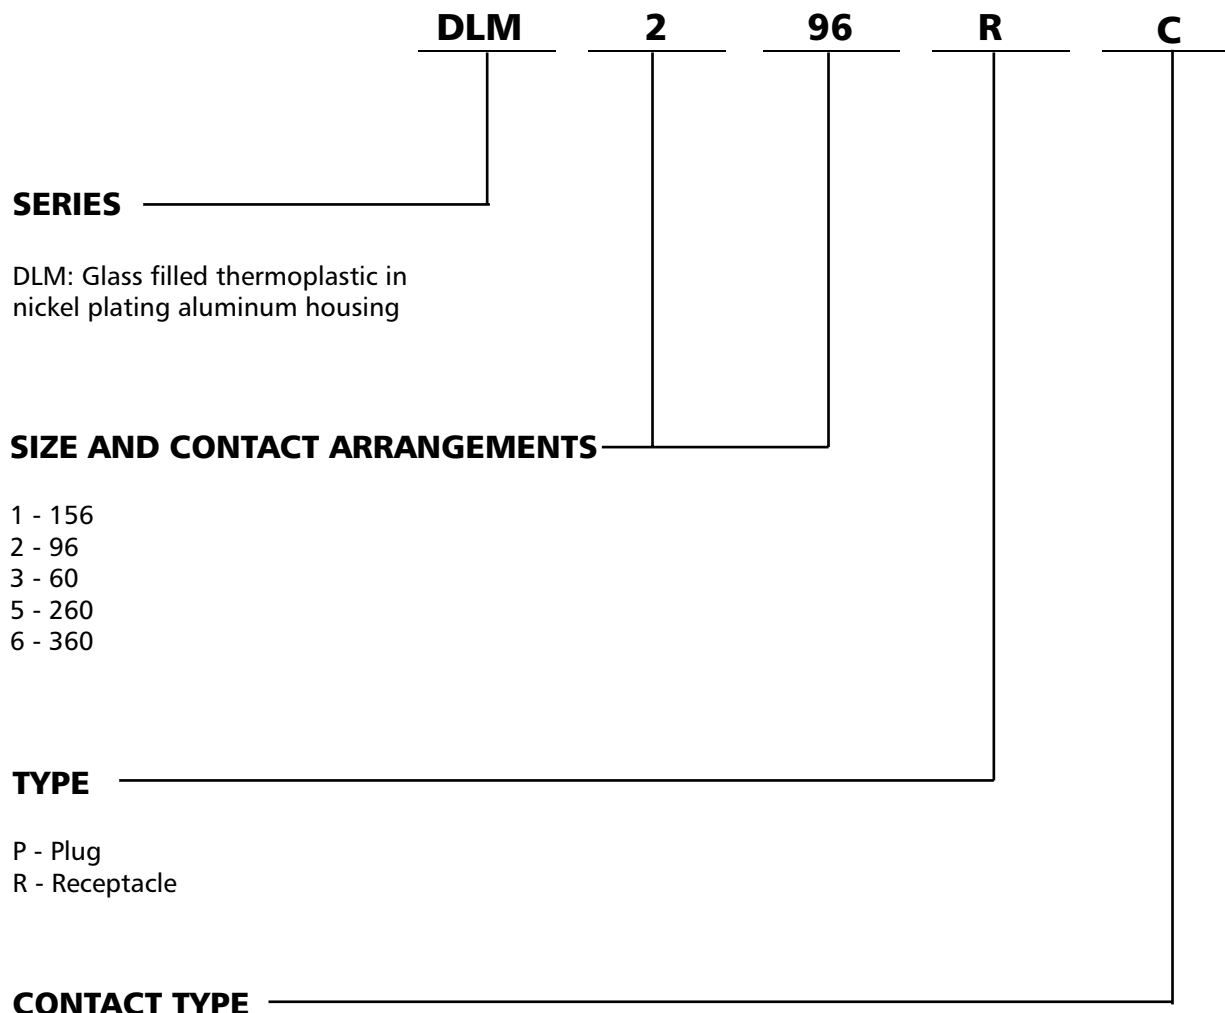 DLM 2 96 R C
SERIES
DLM: Glass filled thermoplastic in
nickel plating aluminum housing
SIZE AND CONTACT ARRANGEMENTS
1 - 156
2 - 96
3 - 60
5 - 260
6 - 360
TYPE
P - Plug
R - Receptacle
CONTACT TYPE